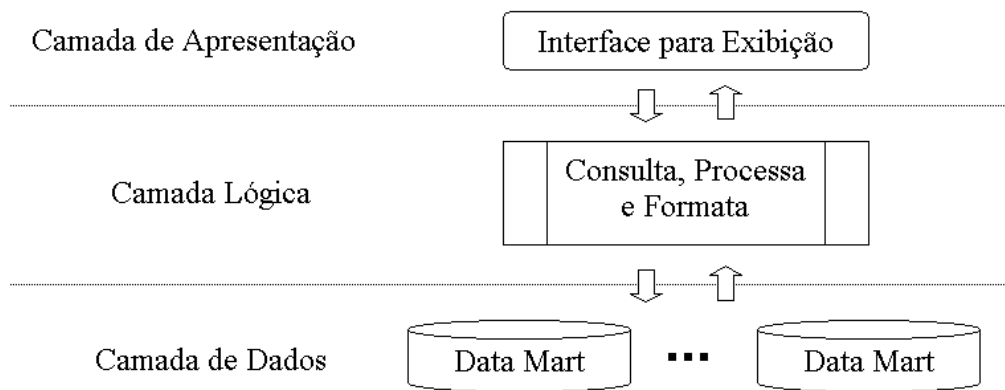 Camada de Apresentação
Interface para Exibição
Camada Lógica
Consulta, Processa
e Formata
Camada de Dados
Data Mart
...
Data Mart